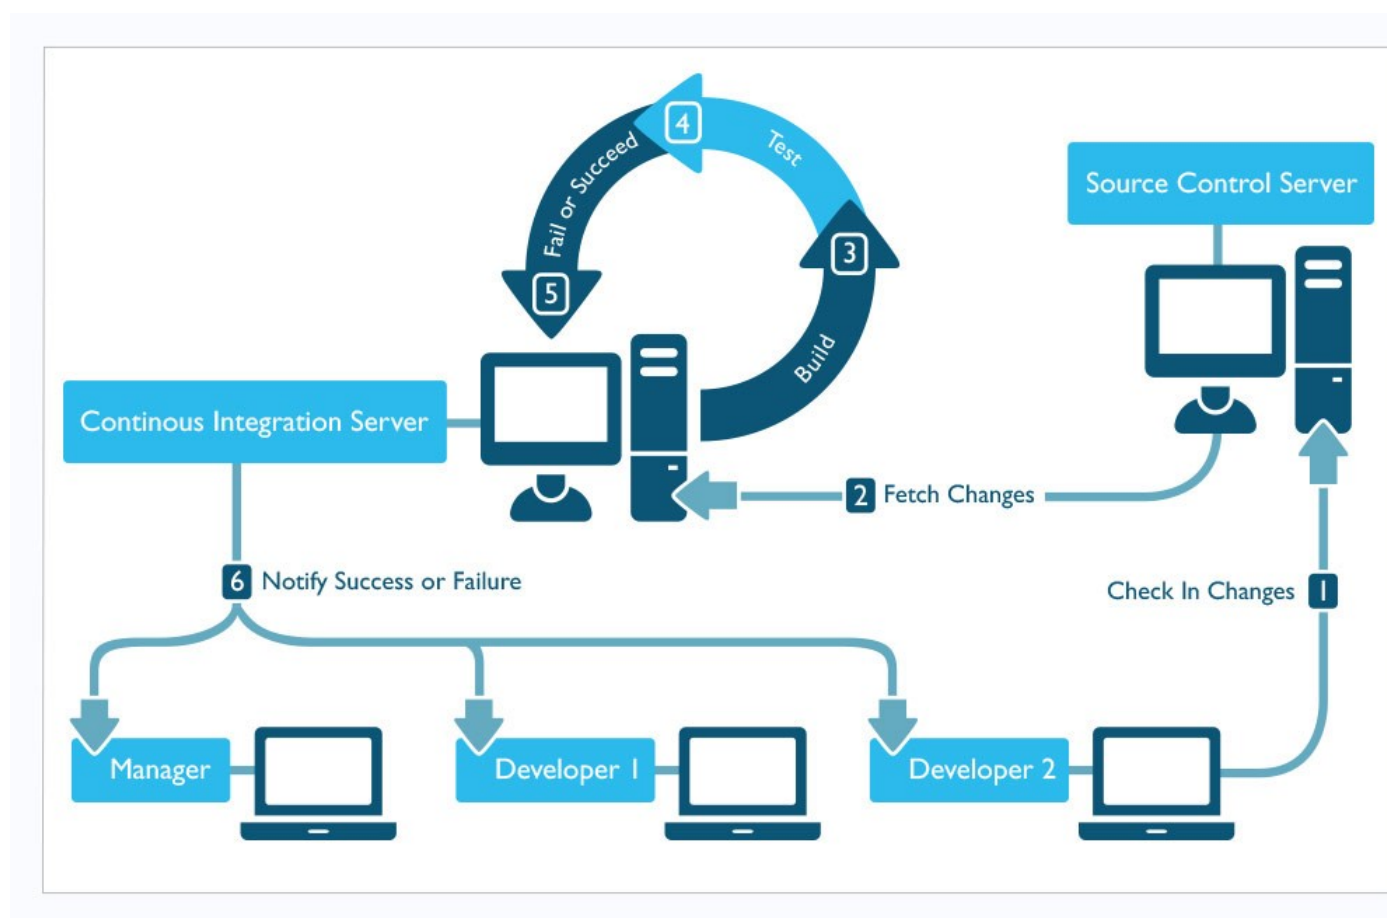 4
Test
Fail or Succeed
3
5
Build
Source Control Server
Continous Integration Server
2 Fetch Changes
6 Notify Success or Failure
Check In Changes 1
Manager
Developer 1
Developer 2